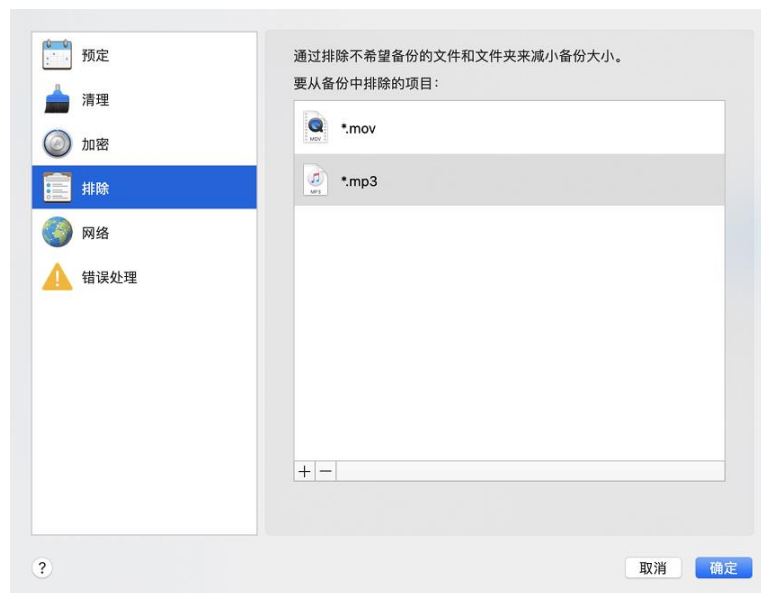 预定
清理
加密
排除
网络
错误处理
通过排除不希望备份的文件和文件夹来减小备份大小。
要从备份中排除的项目：
MOV
*.mov
MP3
*.mp3
+ −
?
取消
确定